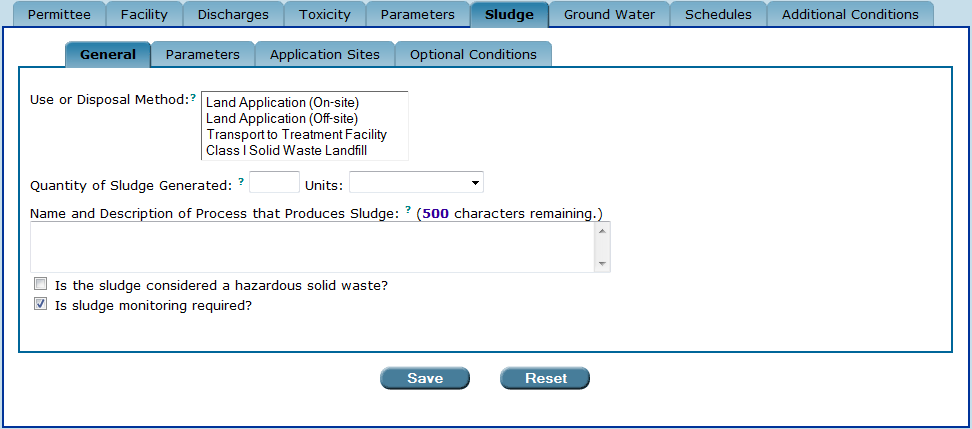 Permittee Facility Discharges Toxicity Parameters Sludge Ground Water Schedules Additional Conditions
General Parameters Application Sites Optional Conditions
Use or Disposal Method:?
Land Application (On-site)
Land Application (Off-site)
Transport to Treatment Facility
Class I Solid Waste Landfill
Quantity of Sludge Generated: ? Units:
Name and Description of Process that Produces Sludge: ? (500 characters remaining.)
Is the sludge considered a hazardous solid waste?
Is sludge monitoring required?
Save Reset